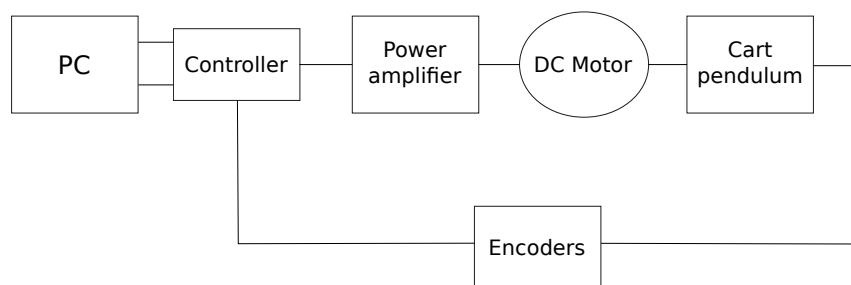 PC
Controller
Power
amplifier
DC Motor
Cart
pendulum
Encoders